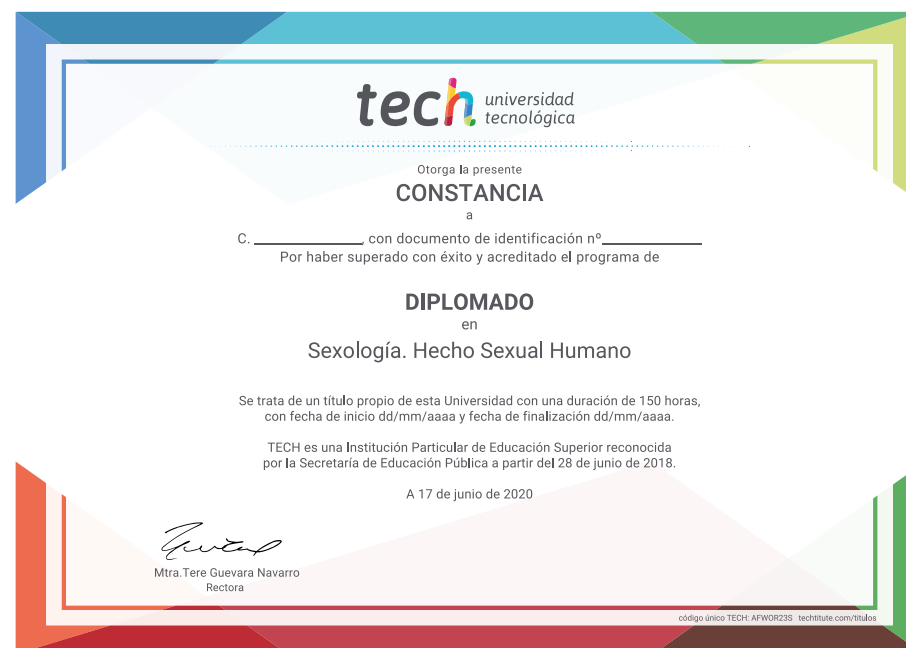 tech universidad
tecnológica
Otorga la presente
CONSTANCIA
a
C. ____________, con documento de identificación nº____________
Por haber superado con éxito y acreditado el programa de
DIPLOMADO
en
Sexología. Hecho Sexual Humano
Se trata de un título propio de esta Universidad con una duración de 150 horas,
con fecha de inicio dd/mm/aaaa y fecha de finalización dd/mm/aaaa.
TECH es una Institución Particular de Educación Superior reconocida
por la Secretaría de Educación Pública a partir del 28 de junio de 2018.
A 17 de junio de 2020
Mtra.Tere Guevara Navarro
Rectora
código único TECH: AFWOR23S techtitute.com/titulos